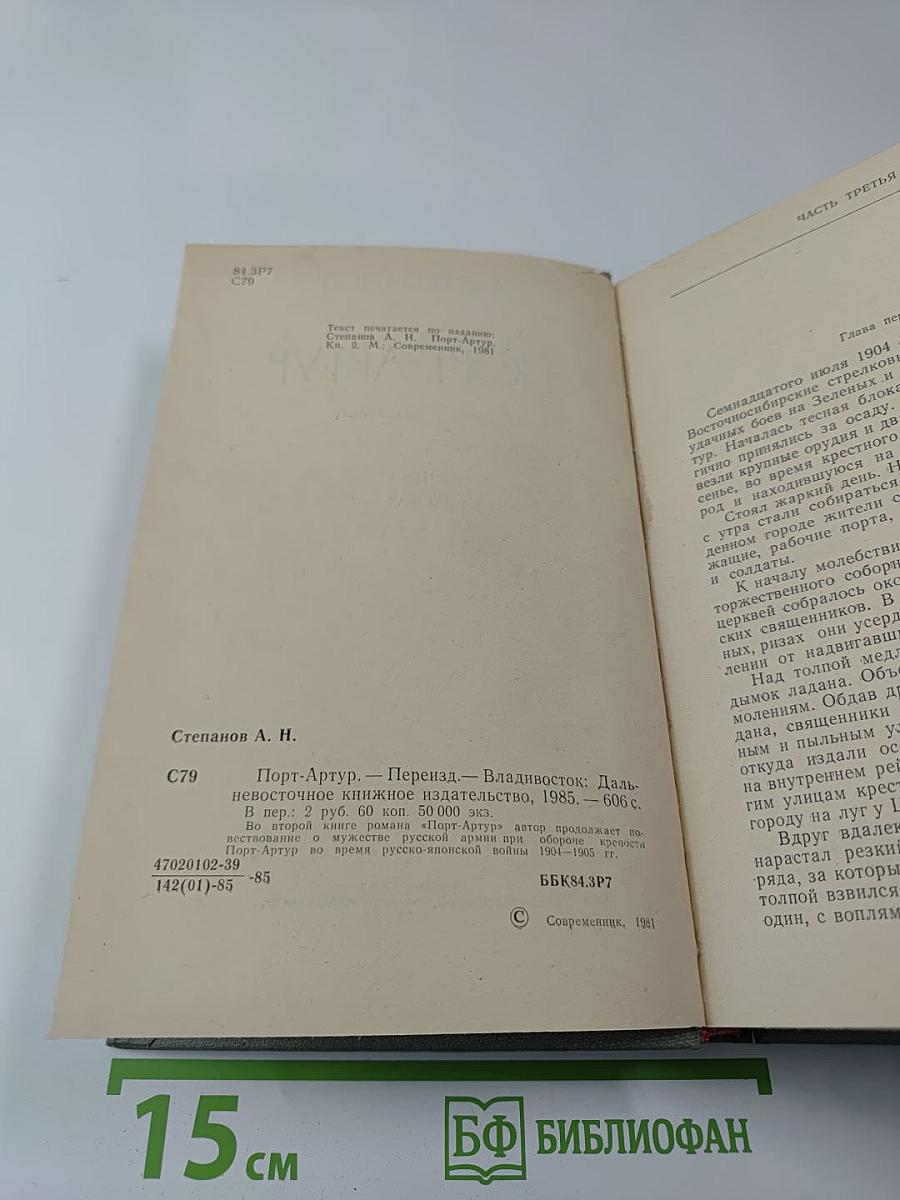 84.3Р7
С79
Текст печатается по изданию:
Степанов А. Н. Порт-Артур.
Кн. 2. М.: Современник, 1981
Степанов А. Н.
С79 Порт-Артур. — Переизд.— Владивосток: Даль-
невосточное книжное издательство, 1985. — 606 с.
В пер.: 2 руб. 60 коп. 50 000 экз.
Во второй книге романа «Порт-Артур» автор продолжает по-
вествование о мужестве русской армии при обороне крепости
Порт-Артур во время русско-японской войны 1904—1905 гг.
47020102-39
142(01)-85
-85
ББК84.3Р7
© Современник, 1981
ЧАСТЬ ТРЕТЬЯ
Глава пер
Семнадцатого июля 1904
Восточносибирские стрелковы
удачных боев на Зеленых и
тур. Началась тесная блока
гично принялись за осаду.
везли крупные орудия и дв
сенье, во время крестного
род и находившуюся на
Стоял жаркий день. Н
с утра стали собираться
денном городе жители с
жащие, рабочие порта,
и солдаты.
К началу молебстви
торжественного соборн
церквей собралось око
ских священников. В
ных, ризах они усерд
лении от надвигавш
Над толпой медл
дымок ладана. Объе
молениям. Обдав др
дана, священники
ным и пыльным ул
откуда издали ос
на внутреннем рей
гим улицам крест
городу на луг у Ц
Вдруг вдалек
нарастал резкий
ряда, за которы
толпой взвился
один, с воплям
15 см
БФ БИБЛИОФАН